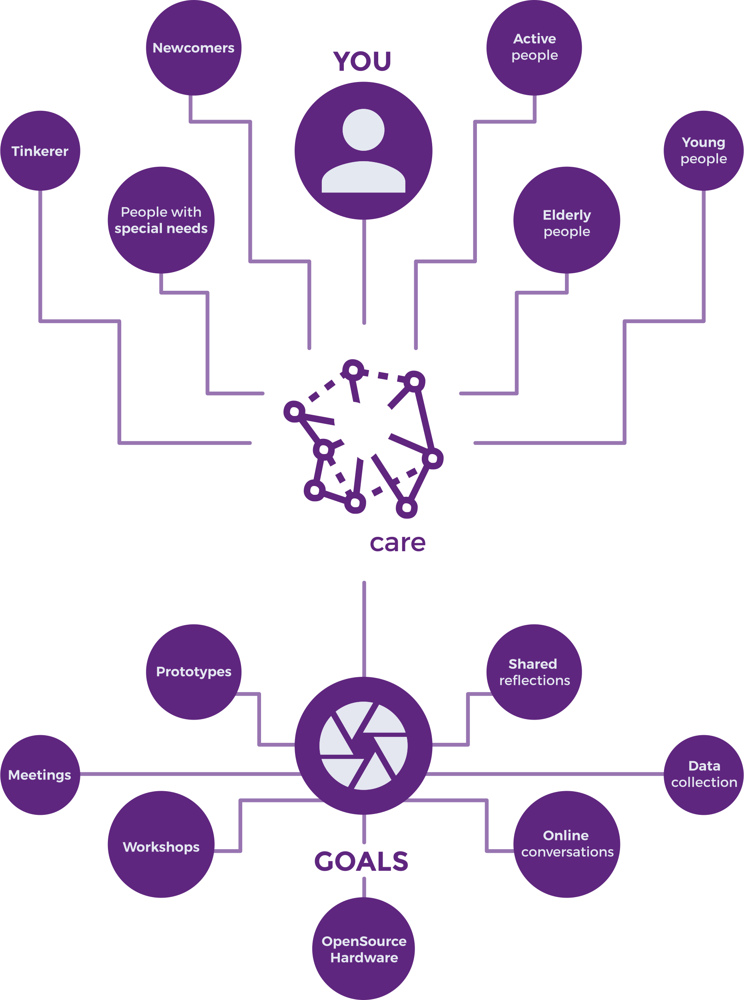 Newcomers
YOU
Active
people
Tinkerer
Young
people
People with
special needs
Elderly
people
care
Prototypes
Shared
reflections
Meetings
Data
collection
Workshops
Online
conversations
GOALS
OpenSource
Hardware